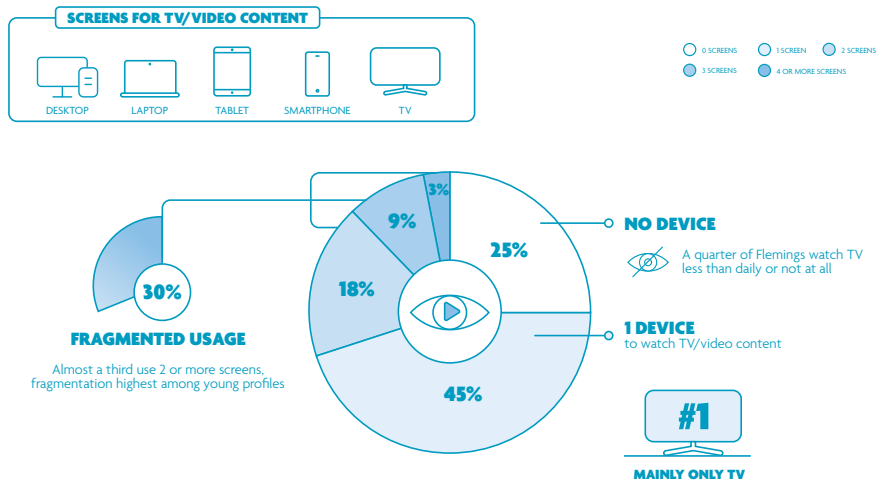 SCREENS FOR TV/VIDEO CONTENT
DESKTOP
LAPTOP
TABLET
SMARTPHONE
TV
0 SCREENS
1 SCREEN
2 SCREENS
3 SCREENS
4 OR MORE SCREENS
3%
9%
18%
25%
45%
30%
FRAGMENTED USAGE
Almost a third use 2 or more screens,
fragmentation highest among young profiles
NO DEVICE
A quarter of Flemings watch TV
less than daily or not at all
1 DEVICE
to watch TV/video content
#1
MAINLY ONLY TV